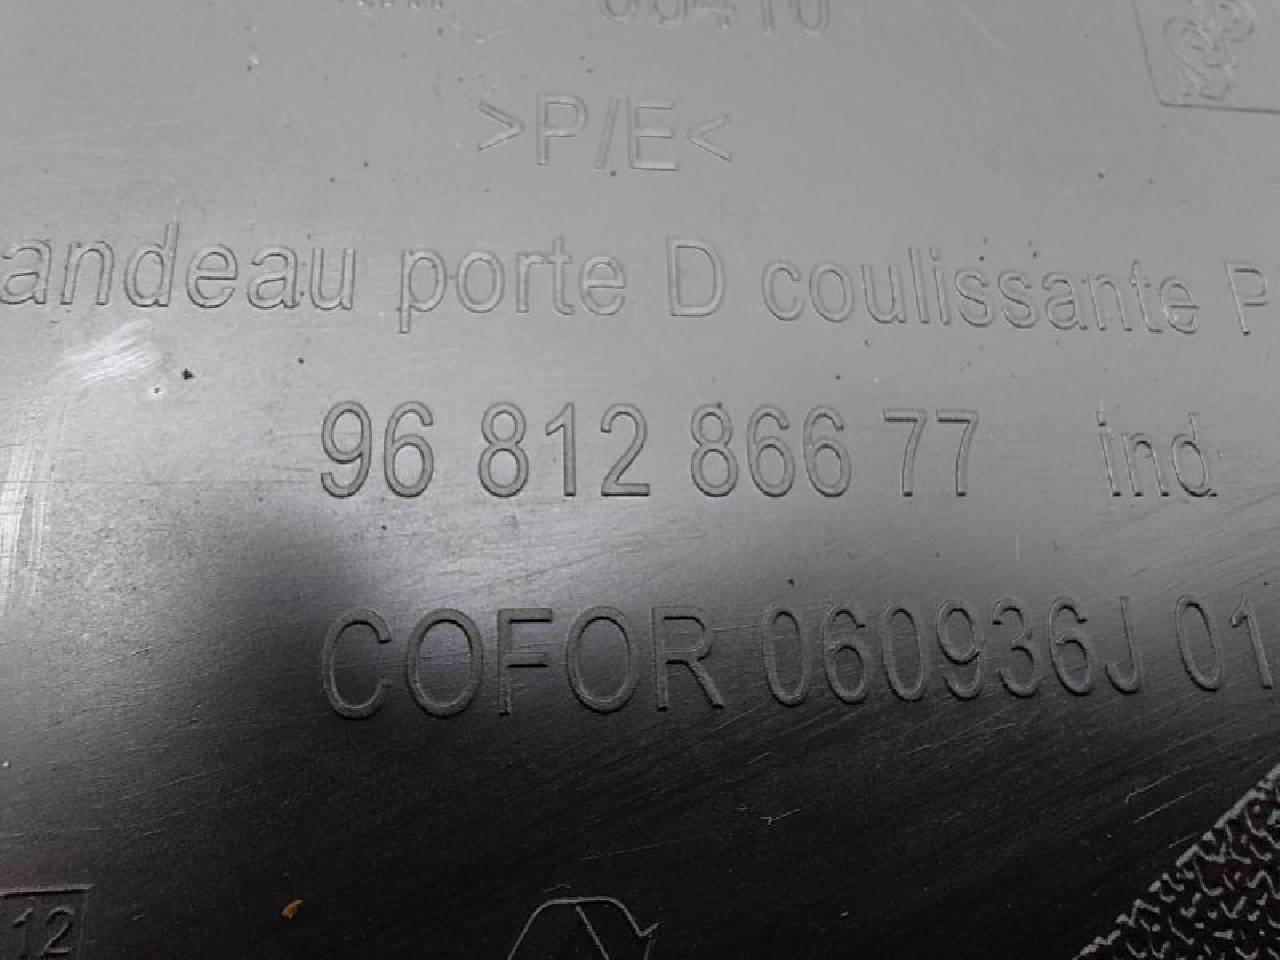 >P/E<
andeau porte D coulissante P
96 812 866 77 ind
COFOR 060936J 01
12